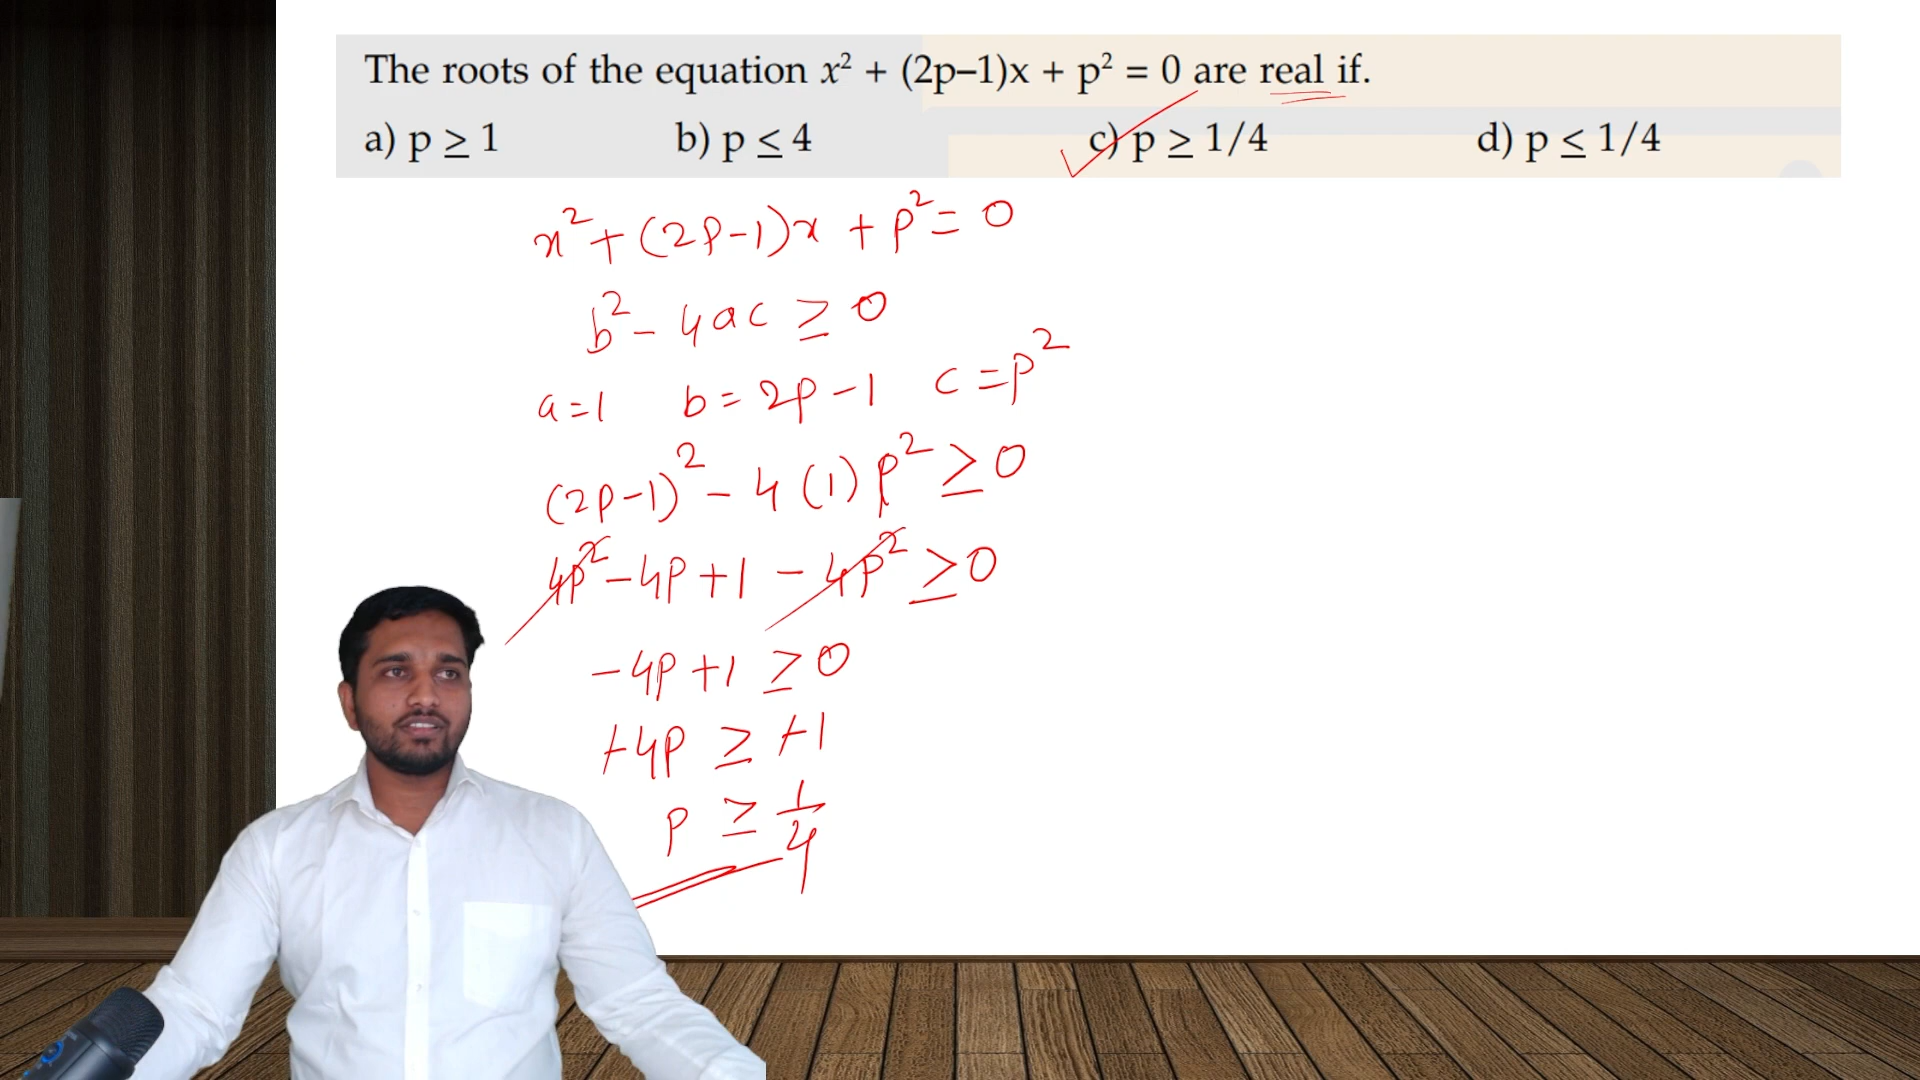 The roots of the equation x² + (2p–1)x + p² = 0 are real if.
a) p ≥ 1 b) p ≤ 4 c) p ≥ 1/4 d) p ≤ 1/4
x² + (2p-1)x + p² = 0
b² - 4ac ≥ 0
a=1 b = 2p-1 c = p²
(2p-1)² - 4(1)p² ≥ 0
4p² - 4p + 1 - 4p² ≥ 0
-4p + 1 ≥ 0
+4p ≥ +1
p ≥ 1/4